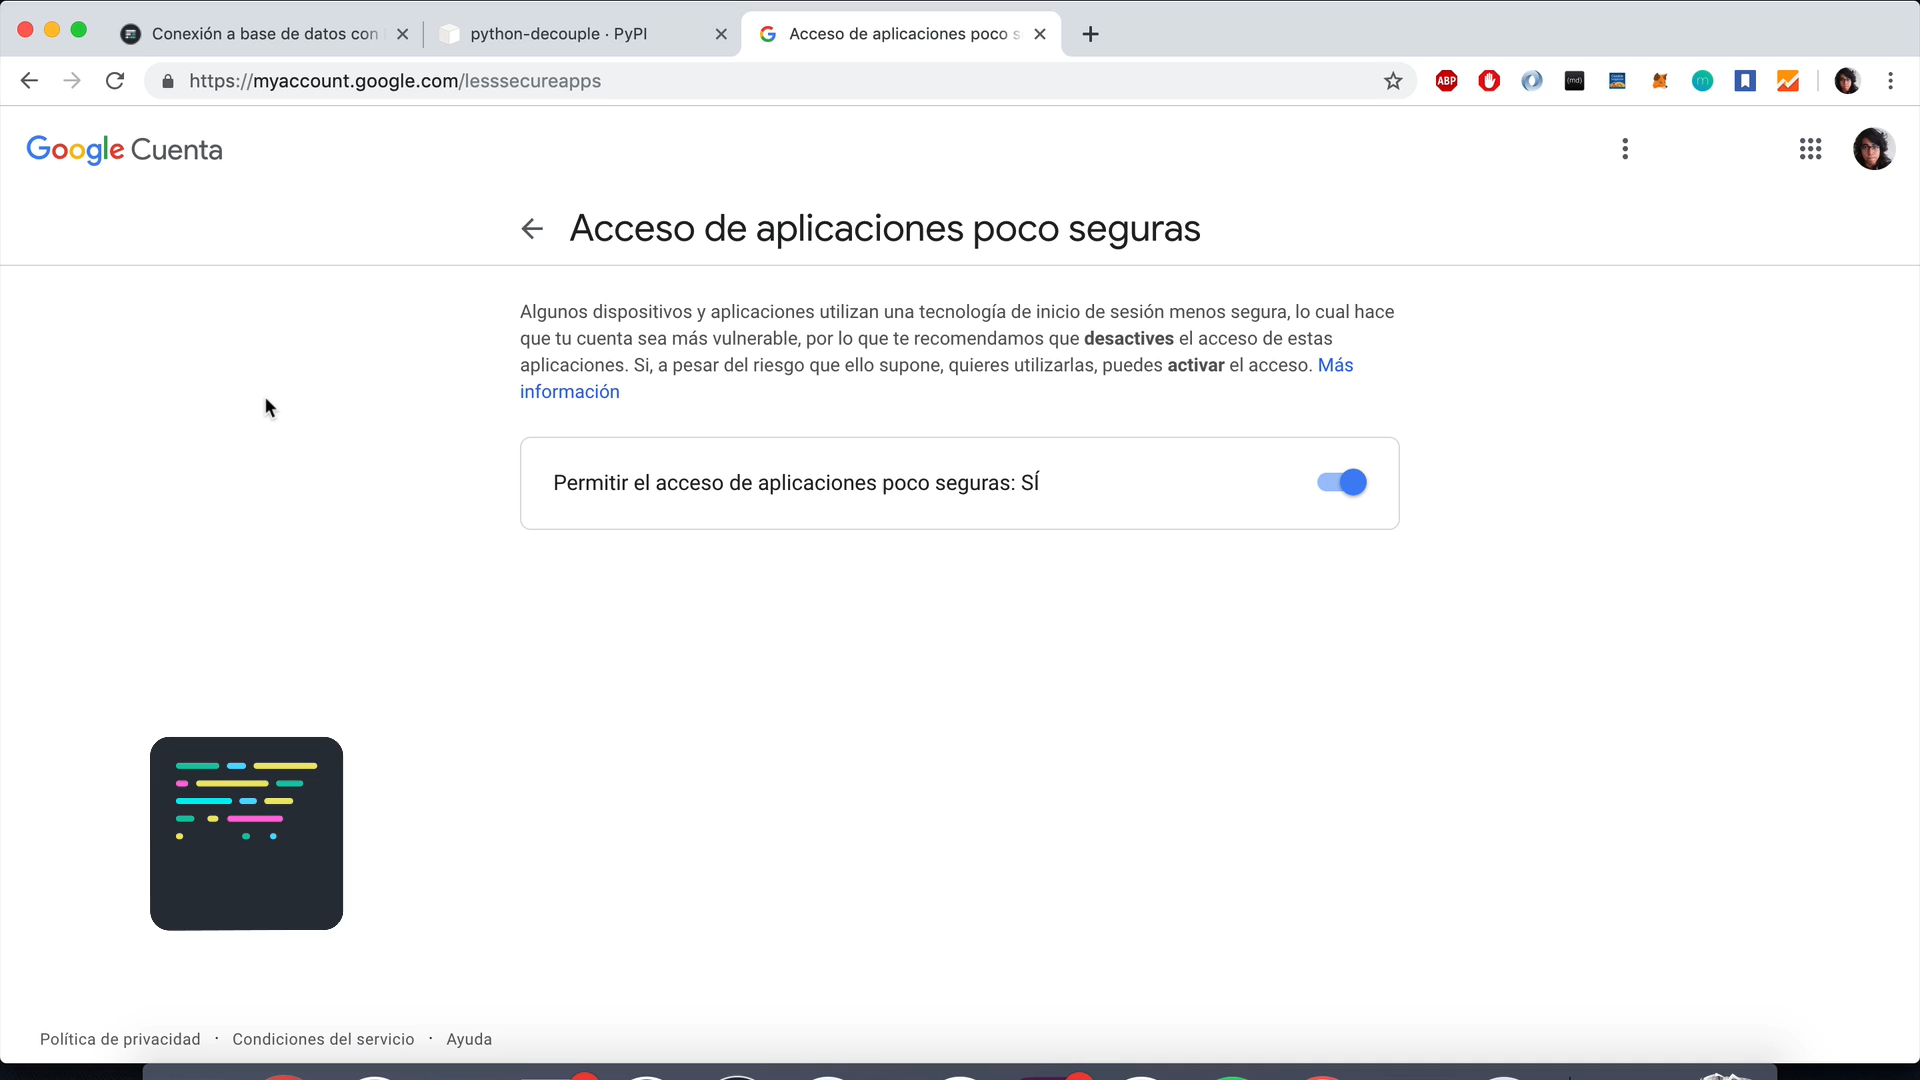 Conexión a base de datos con
python-decouple · PyPI
Acceso de aplicaciones poco s
https://myaccount.google.com/lesssecureapps
ABP
{md}
m
Google Cuenta
Acceso de aplicaciones poco seguras
Algunos dispositivos y aplicaciones utilizan una tecnología de inicio de sesión menos segura, lo cual hace
que tu cuenta sea más vulnerable, por lo que te recomendamos que desactives el acceso de estas
aplicaciones. Si, a pesar del riesgo que ello supone, quieres utilizarlas, puedes activar el acceso. Más
información
Permitir el acceso de aplicaciones poco seguras: SÍ
Política de privacidad · Condiciones del servicio · Ayuda